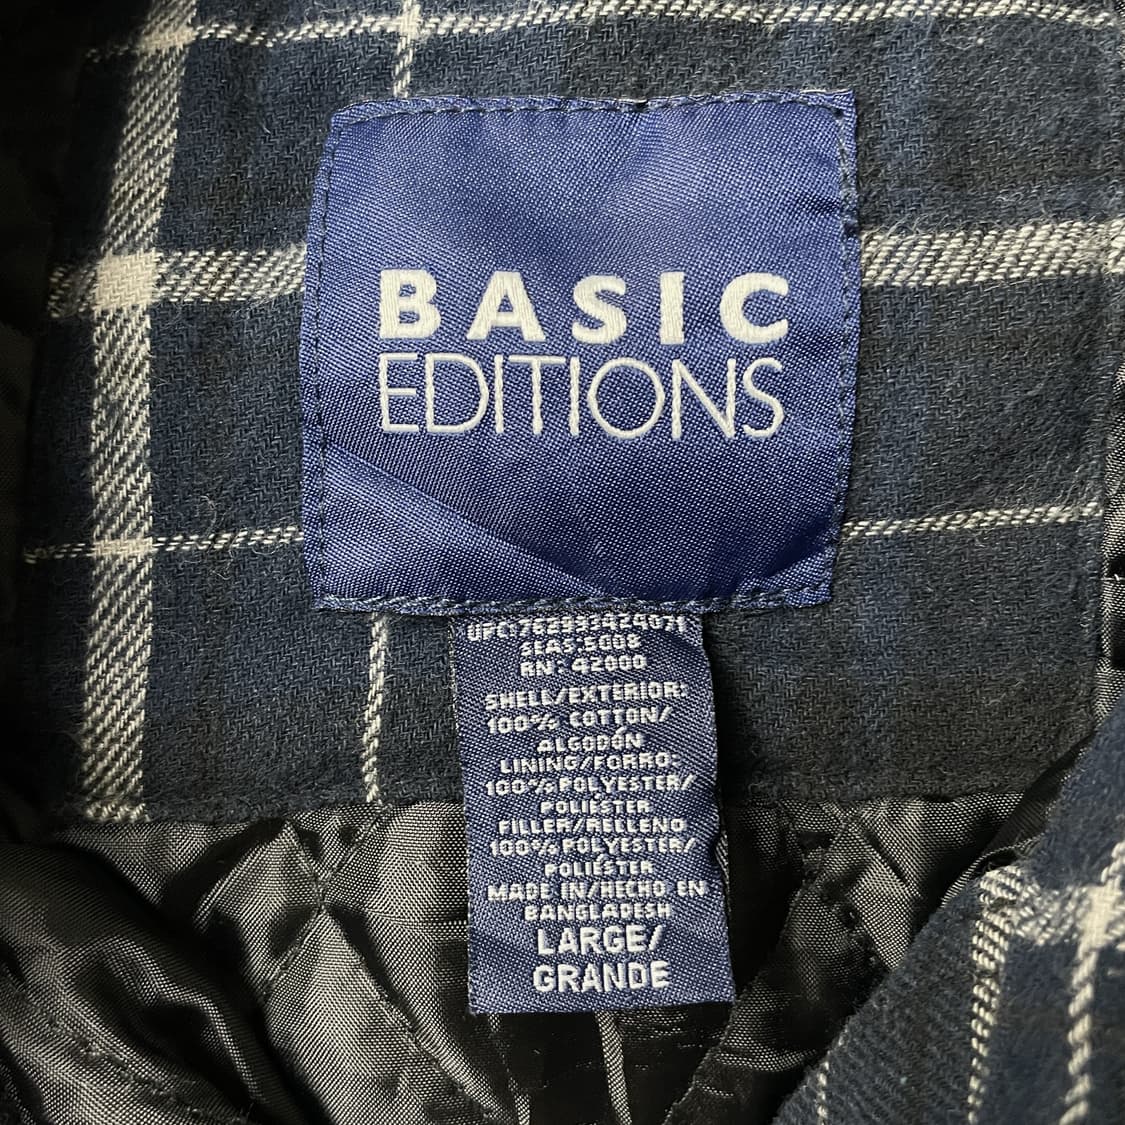 BASIC
EDITIONS
UPC:
SEAS:5008
RN: 42000
SHELL/EXTERIOR:
100% COTTON/
ALGODÓN
LINING/FORRO:
100% POLYESTER/
POLIÉSTER
FILLER/RELLENO
100% POLYESTER/
POLIÉSTER
MADE IN/HECHO EN
BANGLADESH
LARGE/
GRANDE